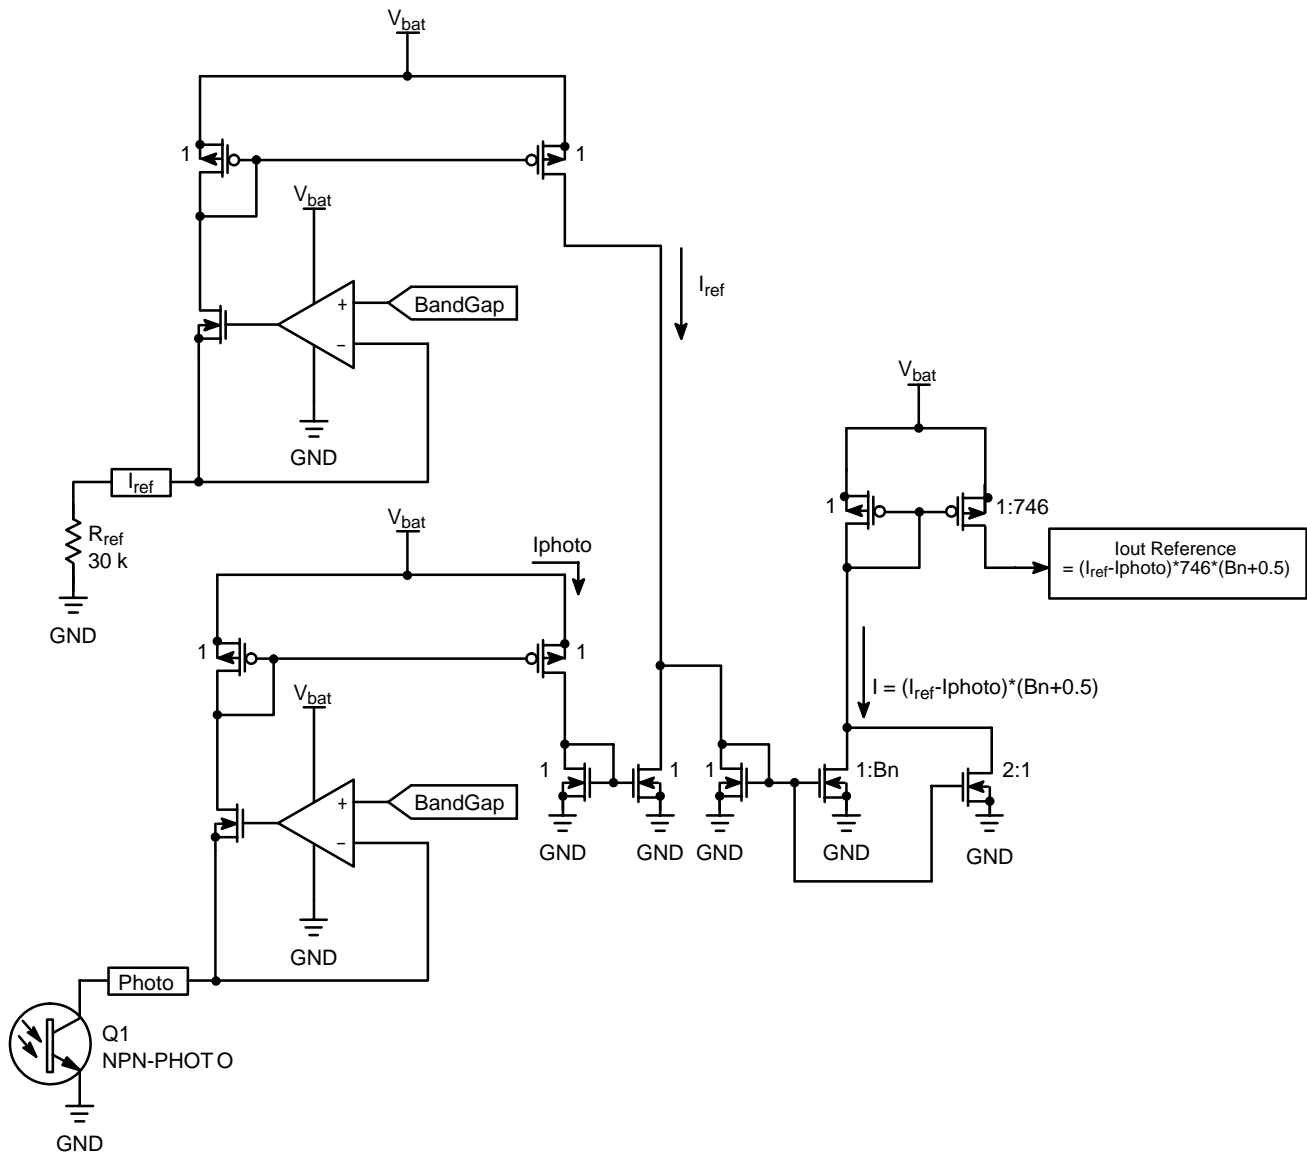 Vbat
1
1
Vbat
+
BandGap
−
Iref
GND
Vbat
Iref
Rref
30 k
GND
Vbat
Iphoto
1
1:746
Iout Reference
= (Iref-Iphoto)*746*(Bn+0.5)
1
1
Vbat
I = (Iref-Iphoto)*(Bn+0.5)
1
1
1
1:Bn
2:1
+
BandGap
−
GND
GND
GND
GND
GND
GND
Photo
Q1
NPN-PHOTO
GND